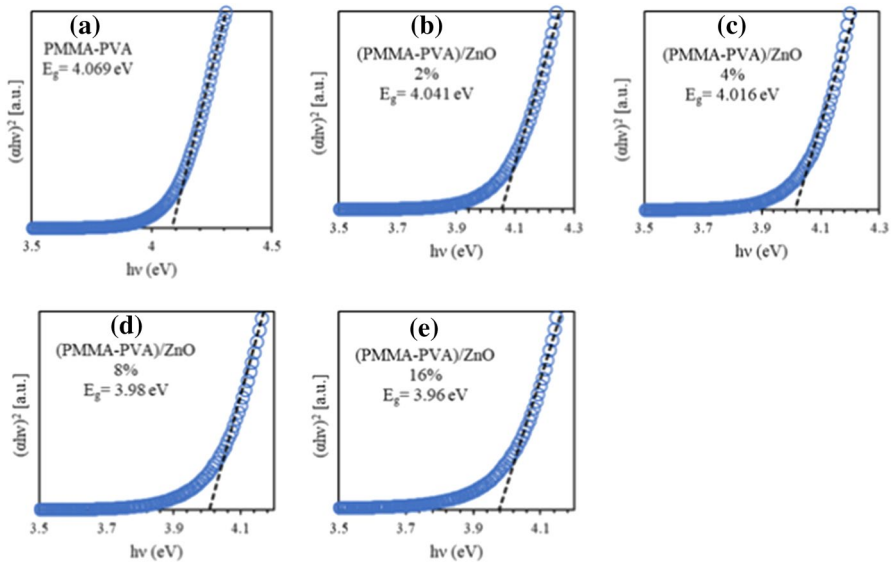 (a)
PMMA-PVA
Eg= 4.069 eV
(αhν)² [a.u.]
3.5 4 4.5
hν (eV)
(b)
(PMMA-PVA)/ZnO
2%
Eg= 4.041 eV
(αhν)² [a.u.]
3.5 3.7 3.9 4.1 4.3
hν (eV)
(c)
(PMMA-PVA)/ZnO
4%
Eg= 4.016 eV
(αhν)² [a.u.]
3.5 3.7 3.9 4.1 4.3
hν (eV)
(d)
(PMMA-PVA)/ZnO
8%
Eg= 3.98 eV
(αhν)² [a.u.]
3.5 3.7 3.9 4.1
hν (eV)
(e)
(PMMA-PVA)/ZnO
16%
Eg= 3.96 eV
(αhν)² [a.u.]
3.5 3.7 3.9 4.1
hν (eV)